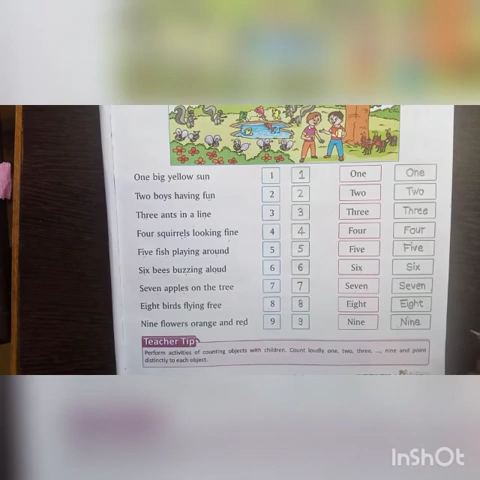 One big yellow sun 1 1 One One
Two boys having fun 2 2 Two Two
Three ants in a line 3 3 Three Three
Four squirrels looking fine 4 4 Four Four
Five fish playing around 5 5 Five Five
Six bees buzzing aloud 6 6 Six Six
Seven apples on the tree 7 7 Seven Seven
Eight birds flying free 8 8 Eight Eight
Nine flowers orange and red 9 9 Nine Nine
Teacher Tip
Perform activities of counting objects with children. Count loudly one, two, three, ..., nine and point
distinctly to each object.
InShOt